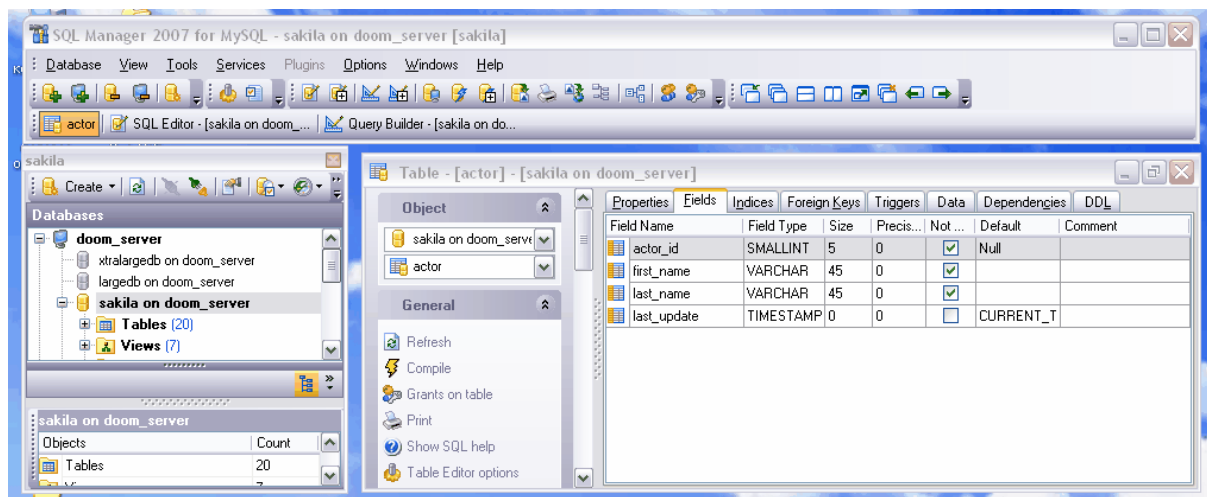 SQL Manager 2007 for MySQL - sakila on doom_server [sakila]
Database View Tools Services Plugins Options Windows Help
actor SQL Editor - [sakila on doom_... Query Builder - [sakila on do...
sakila
Create
Databases
doom_server
xtralargedb on doom_server
largedb on doom_server
sakila on doom_server
Tables (20)
Views (7)
sakila on doom_server
Objects Count
Tables 20
Table - [actor] - [sakila on doom_server]
Object
sakila on doom_serve
actor
General
Refresh
Compile
Grants on table
Print
Show SQL help
Table Editor options
Properties Fields Indices Foreign Keys Triggers Data Dependencies DDL
Field Name Field Type Size Precis... Not ... Default Comment
actor_id SMALLINT 5 0 Null
first_name VARCHAR 45 0
last_name VARCHAR 45 0
last_update TIMESTAMP 0 0 CURRENT_T